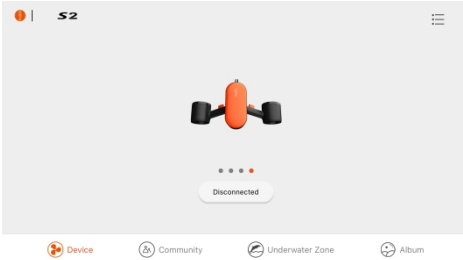 S2
Disconnected
Device
Community
Underwater Zone
Album